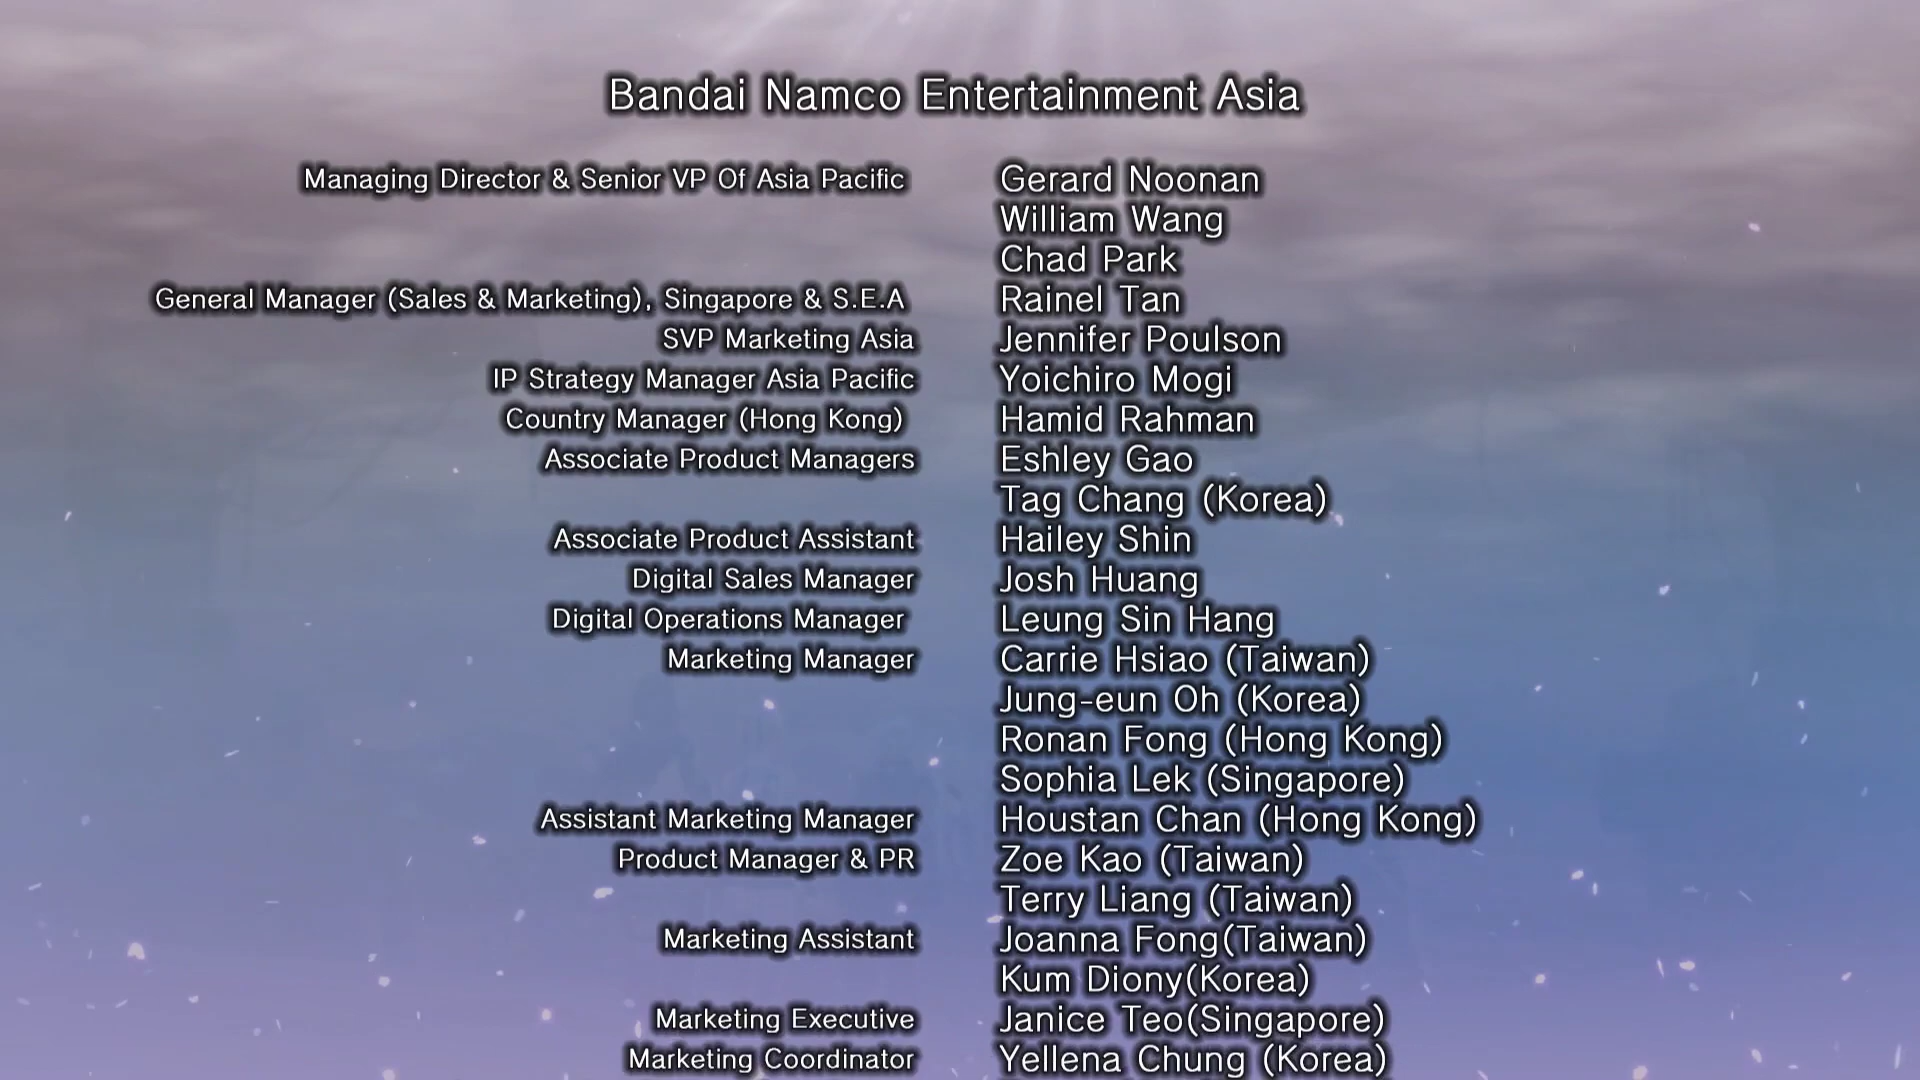 Bandai Namco Entertainment Asia
Managing Director & Senior VP Of Asia Pacific Gerard Noonan
William Wang
Chad Park
General Manager (Sales & Marketing), Singapore & S.E.A Rainel Tan
SVP Marketing Asia Jennifer Poulson
IP Strategy Manager Asia Pacific Yoichiro Mogi
Country Manager (Hong Kong) Hamid Rahman
Associate Product Managers Eshley Gao
Tag Chang (Korea)
Associate Product Assistant Hailey Shin
Digital Sales Manager Josh Huang
Digital Operations Manager Leung Sin Hang
Marketing Manager Carrie Hsiao (Taiwan)
Jung-eun Oh (Korea)
Ronan Fong (Hong Kong)
Sophia Lek (Singapore)
Assistant Marketing Manager Houstan Chan (Hong Kong)
Product Manager & PR Zoe Kao (Taiwan)
Terry Liang (Taiwan)
Marketing Assistant Joanna Fong(Taiwan)
Kum Diony(Korea)
Marketing Executive Janice Teo(Singapore)
Marketing Coordinator Yellena Chung (Korea)